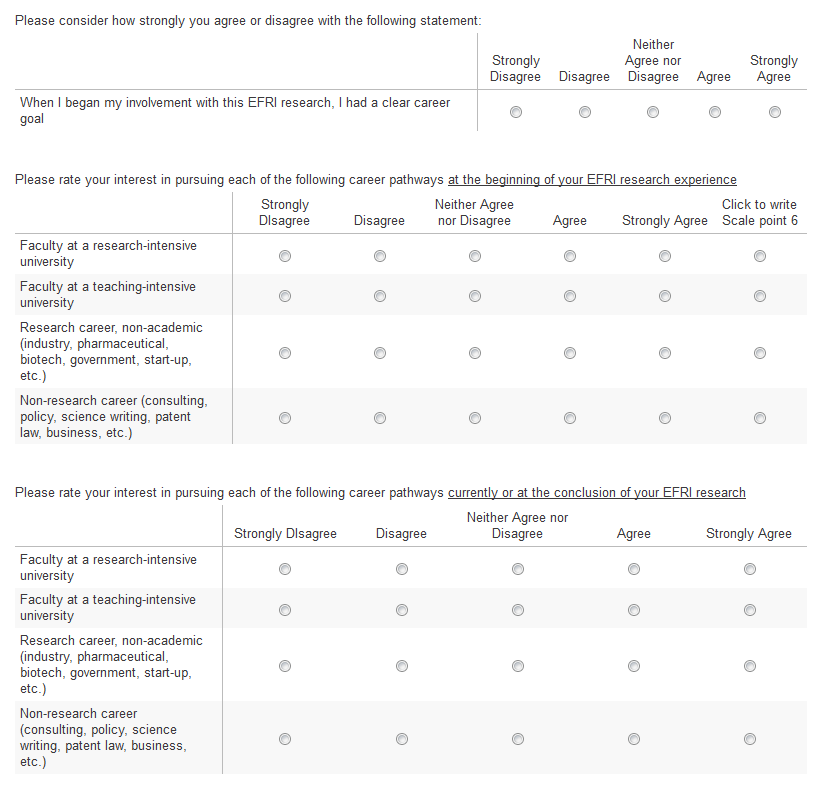 Please consider how strongly you agree or disagree with the following statement:
Neither
Strongly Agree nor Strongly
Disagree Disagree Disagree Agree Agree
When I began my involvement with this EFRI research, I had a clear career
goal
Please rate your interest in pursuing each of the following career pathways at the beginning of your EFRI research experience
Strongly Neither Agree Click to write
DIsagree Disagree nor Disagree Agree Strongly Agree Scale point 6
Faculty at a research-intensive
university
Faculty at a teaching-intensive
university
Research career, non-academic
(industry, pharmaceutical,
biotech, government, start-up,
etc.)
Non-research career (consulting,
policy, science writing, patent
law, business, etc.)
Please rate your interest in pursuing each of the following career pathways currently or at the conclusion of your EFRI research
Neither Agree nor
Strongly DIsagree Disagree Disagree Agree Strongly Agree
Faculty at a research-intensive
university
Faculty at a teaching-intensive
university
Research career, non-academic
(industry, pharmaceutical,
biotech, government, start-up,
etc.)
Non-research career
(consulting, policy, science
writing, patent law, business,
etc.)